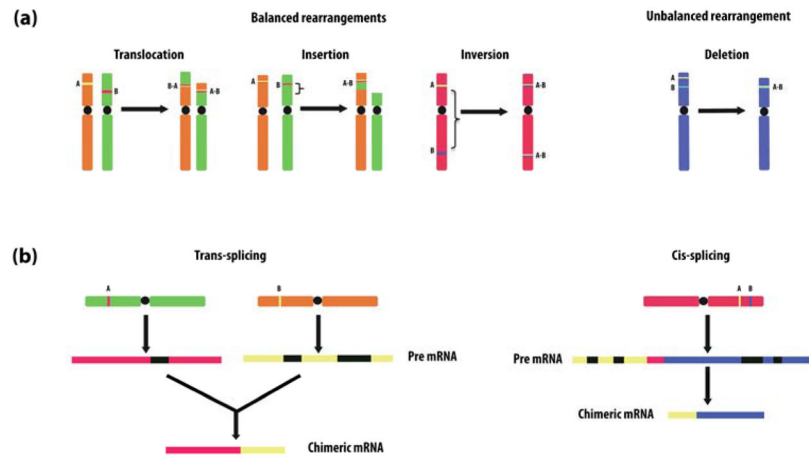 (a)
Balanced rearrangements
Unbalanced rearrangement
Translocation
Insertion
Inversion
Deletion
A
B
B-A
A-B
A
B
A-B
A
B
A-B
A-B
A
B
A-B
(b)
Trans-splicing
Cis-splicing
A
B
A
B
Pre mRNA
Pre mRNA
Chimeric mRNA
Chimeric mRNA